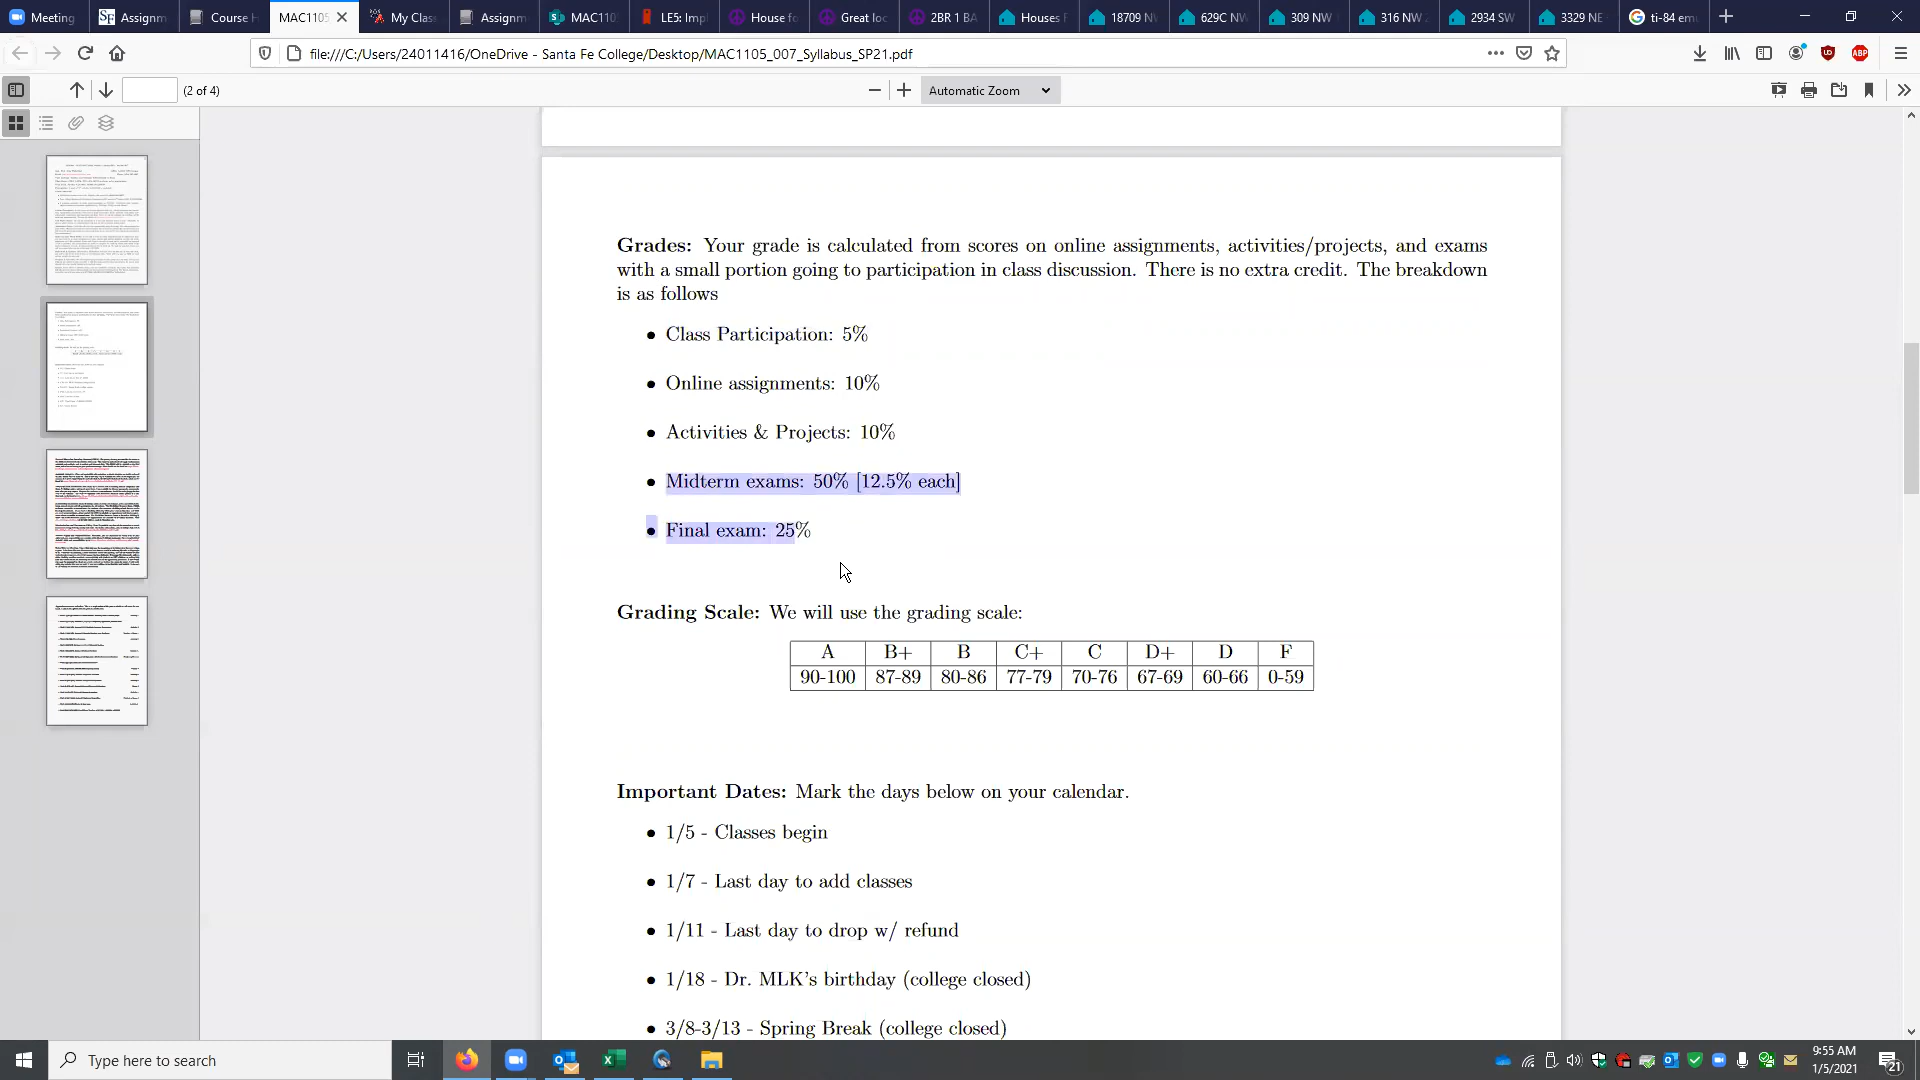 Meeting
Assignm
Course H
MAC1105
My Clas
Assignm
MAC110
LE5: Imp
House fo
Great loc
2BR 1 BA
Houses F
18709 NW
629C NW
309 NW
316 NW
2934 SW
3329 NE
ti-84 em
file:///C:/Users/24011416/OneDrive - Santa Fe College/Desktop/MAC1105_007_Syllabus_SP21.pdf
(2 of 4)
Automatic Zoom
Grades: Your grade is calculated from scores on online assignments, activities/projects, and exams
with a small portion going to participation in class discussion. There is no extra credit. The breakdown
is as follows
• Class Participation: 5%
• Online assignments: 10%
• Activities & Projects: 10%
• Midterm exams: 50% [12.5% each]
• Final exam: 25%
Grading Scale: We will use the grading scale:
A B+ B C+ C D+ D F
90-100 87-89 80-86 77-79 70-76 67-69 60-66 0-59
Important Dates: Mark the days below on your calendar.
• 1/5 - Classes begin
• 1/7 - Last day to add classes
• 1/11 - Last day to drop w/ refund
• 1/18 - Dr. MLK's birthday (college closed)
• 3/8-3/13 - Spring Break (college closed)
Type here to search
9:55 AM
1/5/2021
21